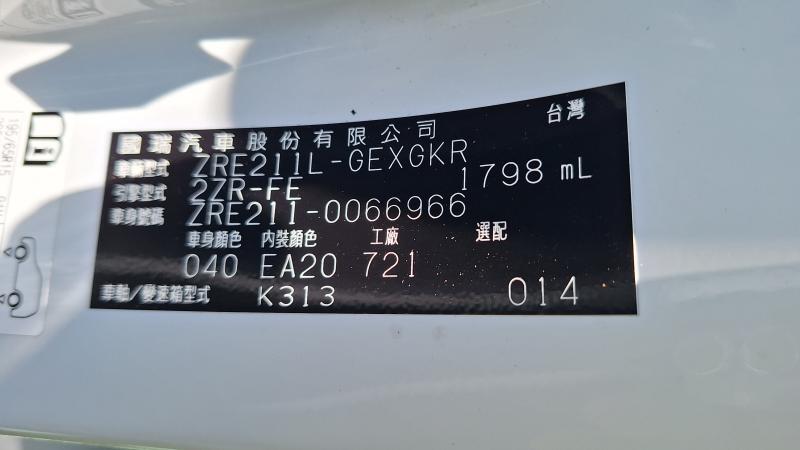 台灣
國瑞汽車股份有限公司
車輛型式 ZRE211L-GEXGKR
引擎型式 2ZR-FE 1798 mL
車身號碼 ZRE211-0066966
車身顏色 內裝顏色 工廠 選配
040 EA20 721
車軸/變速箱型式 K313 014
195/65R15